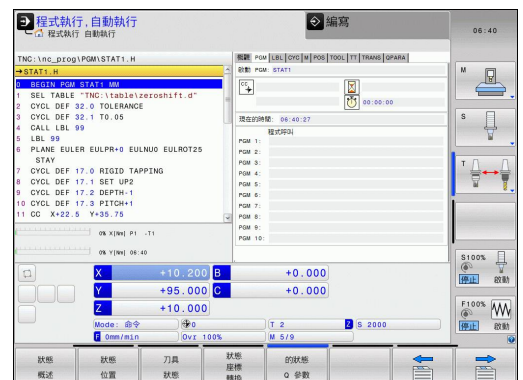 程式執行,自動執行
程式執行 自動執行
編寫
06:40
TNC:\nc_prog\PGM\STAT1.H
→STAT1.H
0 BEGIN PGM STAT1 MM
1 SEL TABLE "TNC:\table\zeroshift.d"
2 CYCL DEF 32.0 TOLERANCE
3 CYCL DEF 32.1 T0.05
4 CALL LBL 99
5 LBL 99
6 PLANE EULER EULPR+0 EULNU0 EULROT25
STAY
7 CYCL DEF 17.0 RIGID TAPPING
8 CYCL DEF 17.1 SET UP2
9 CYCL DEF 17.2 DEPTH-1
10 CYCL DEF 17.3 PITCH+1
11 CC X+22.5 Y+35.75
0% X[Nm] P1 -T1
0% Y[Nm] 06:40
概觀 PGM LBL CYC M POS TOOL TT TRANS QPARA
啟動 PGM: STAT1
CC
00:00:00
現在的時間: 06:40:27
程式呼叫
PGM 1:
PGM 2:
PGM 3:
PGM 4:
PGM 5:
PGM 6:
PGM 7:
PGM 8:
PGM 9:
PGM 10:
X +10.200 B +0.000
Y +95.000 C +0.000
Z +10.000
Mode: 命令 0 T 2 Z S 2000
F 0mm/min Ovr 100% M 5/9
M
S
T
S100%
停止 啟動
F100%
停止 啟動
狀態 概述
狀態 位置
刀具 狀態
狀態 座標 轉換
的狀態 Q 參數